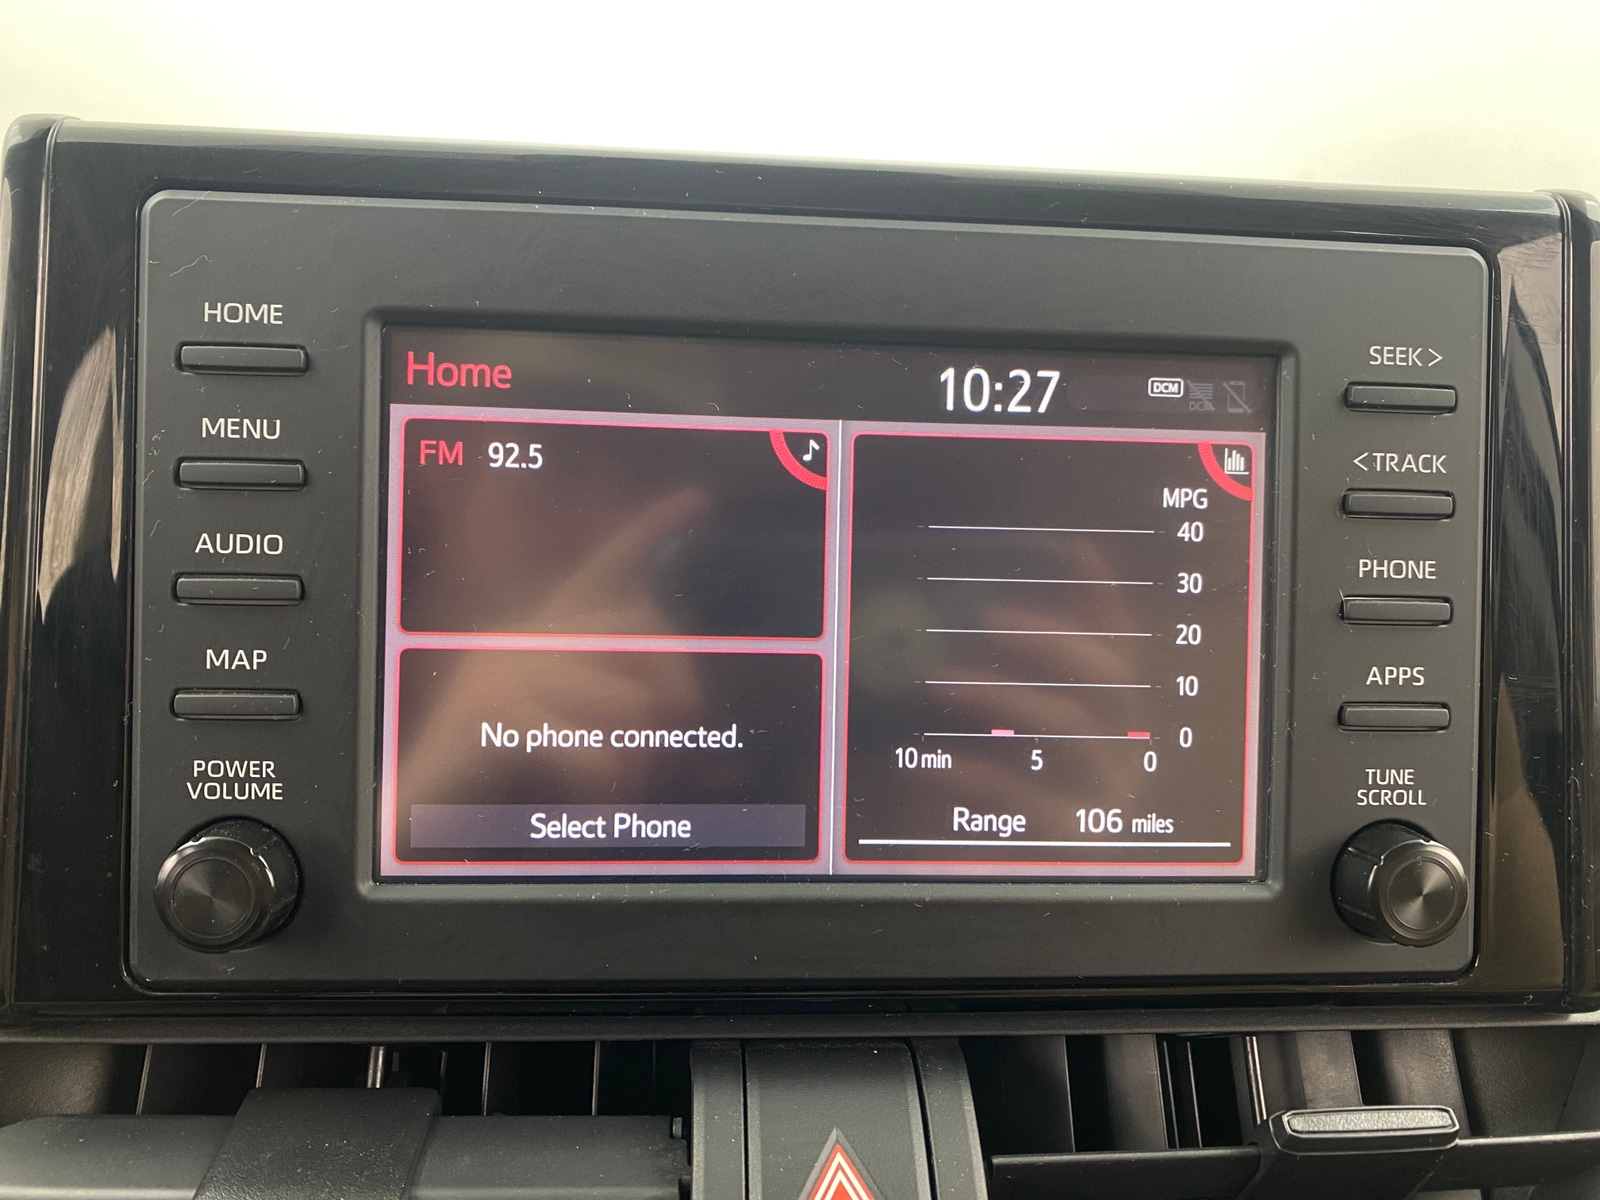 HOME
MENU
AUDIO
MAP
POWER
VOLUME
Home
10:27
DCM
FM 92.5
No phone connected.
Select Phone
MPG
40
30
20
10
0
10 min 5 0
Range 106 miles
SEEK >
< TRACK
PHONE
APPS
TUNE
SCROLL